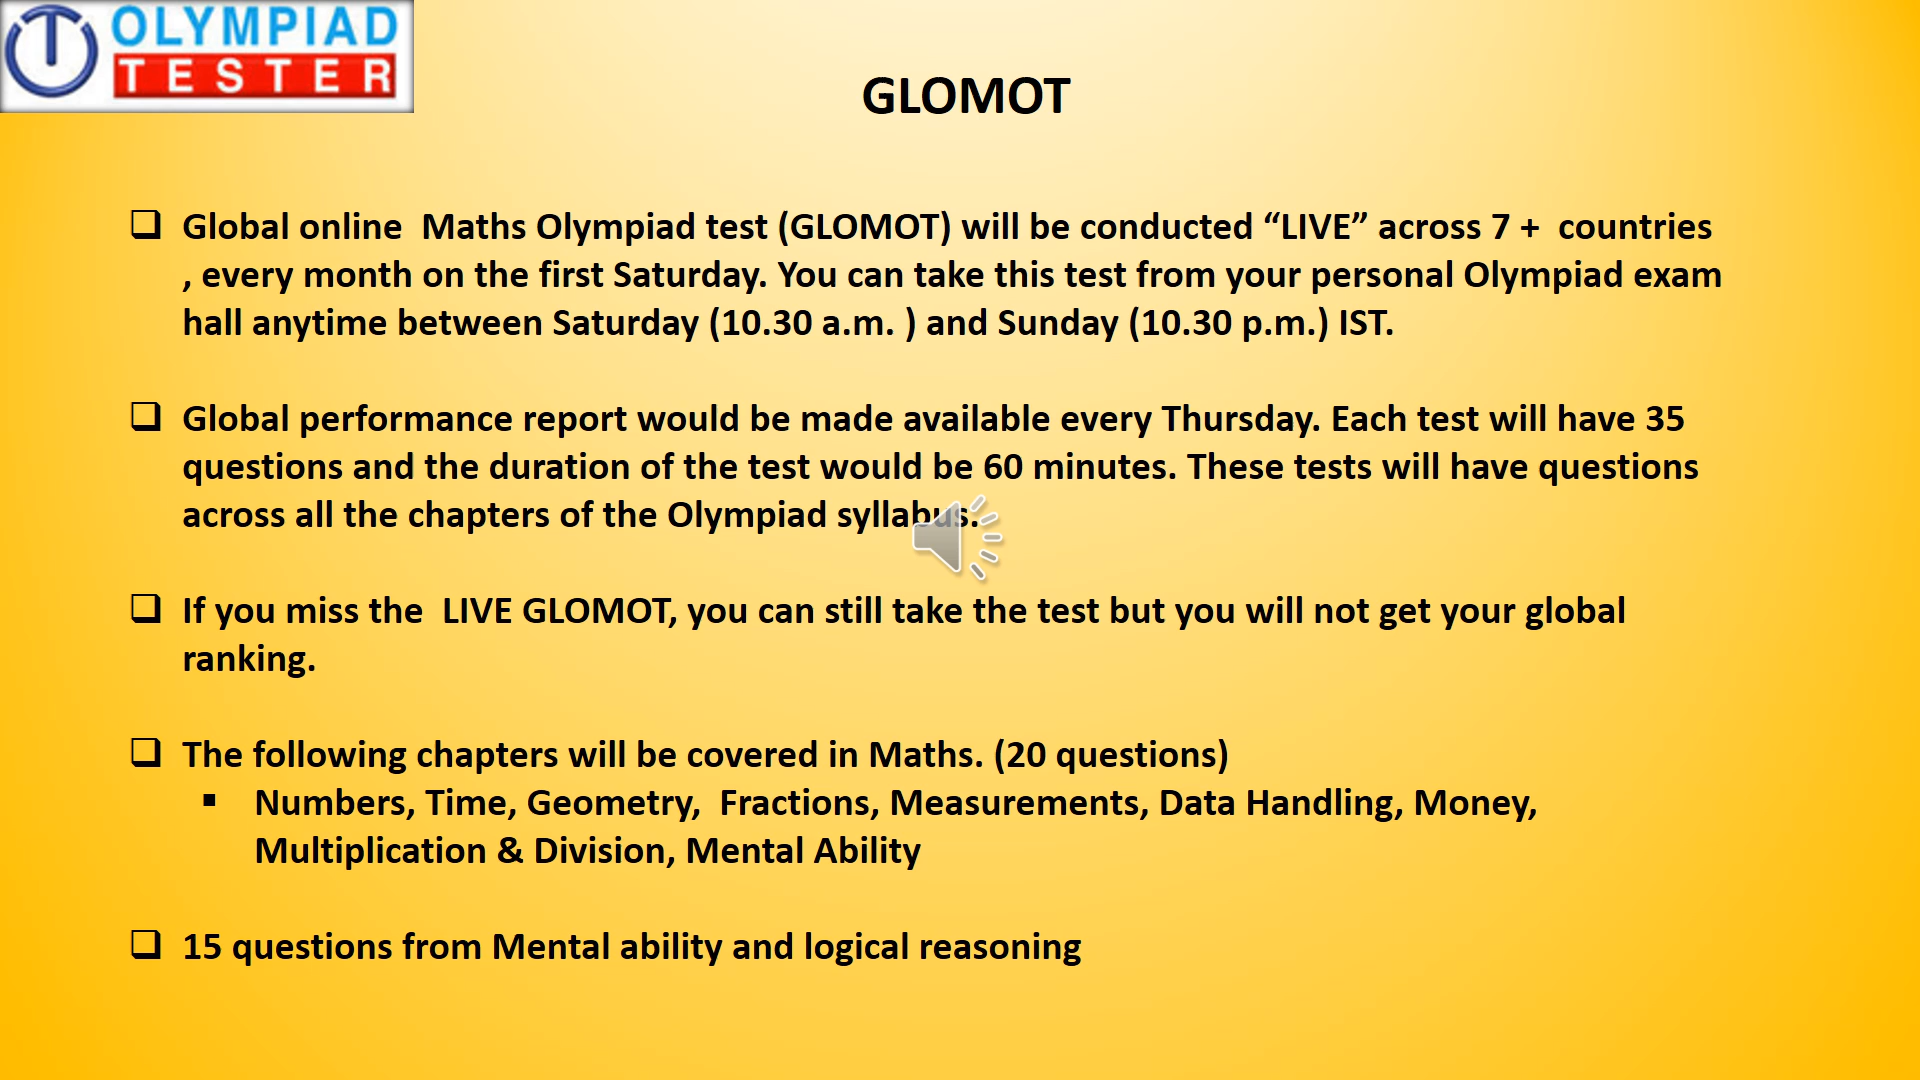 OLYMPIAD
TESTER
GLOMOT
Global online  Maths Olympiad test (GLOMOT) will be conducted “LIVE” across 7 +  countries
, every month on the first Saturday. You can take this test from your personal Olympiad exam
hall anytime between Saturday (10.30 a.m. ) and Sunday (10.30 p.m.) IST.
Global performance report would be made available every Thursday. Each test will have 35
questions and the duration of the test would be 60 minutes. These tests will have questions
across all the chapters of the Olympiad syllabus.
If you miss the  LIVE GLOMOT, you can still take the test but you will not get your global
ranking.
The following chapters will be covered in Maths. (20 questions)
Numbers, Time, Geometry,  Fractions, Measurements, Data Handling, Money,
Multiplication & Division, Mental Ability
15 questions from Mental ability and logical reasoning